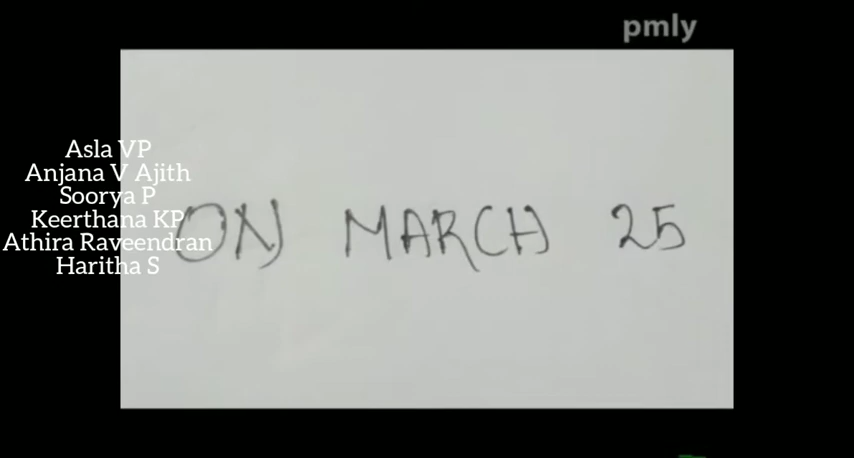 pmly
Asla VP
Anjana V Ajith
Soorya P
Keerthana KP
Athira Raveendran
Haritha S
ON MARCH 25